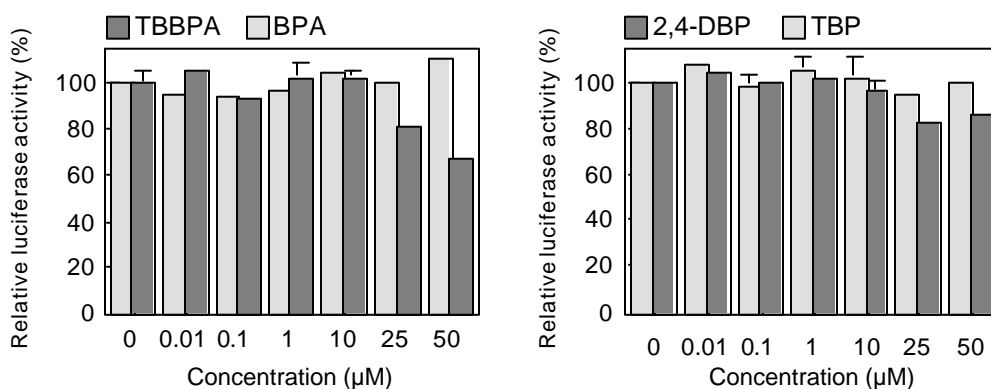 TBBPA BPA
Relative luciferase activity (%)
100
80
60
40
20
0
0 0.01 0.1 1 10 25 50
Concentration (µM)
2,4-DBP TBP
Relative luciferase activity (%)
100
80
60
40
20
0
0 0.01 0.1 1 10 25 50
Concentration (µM)